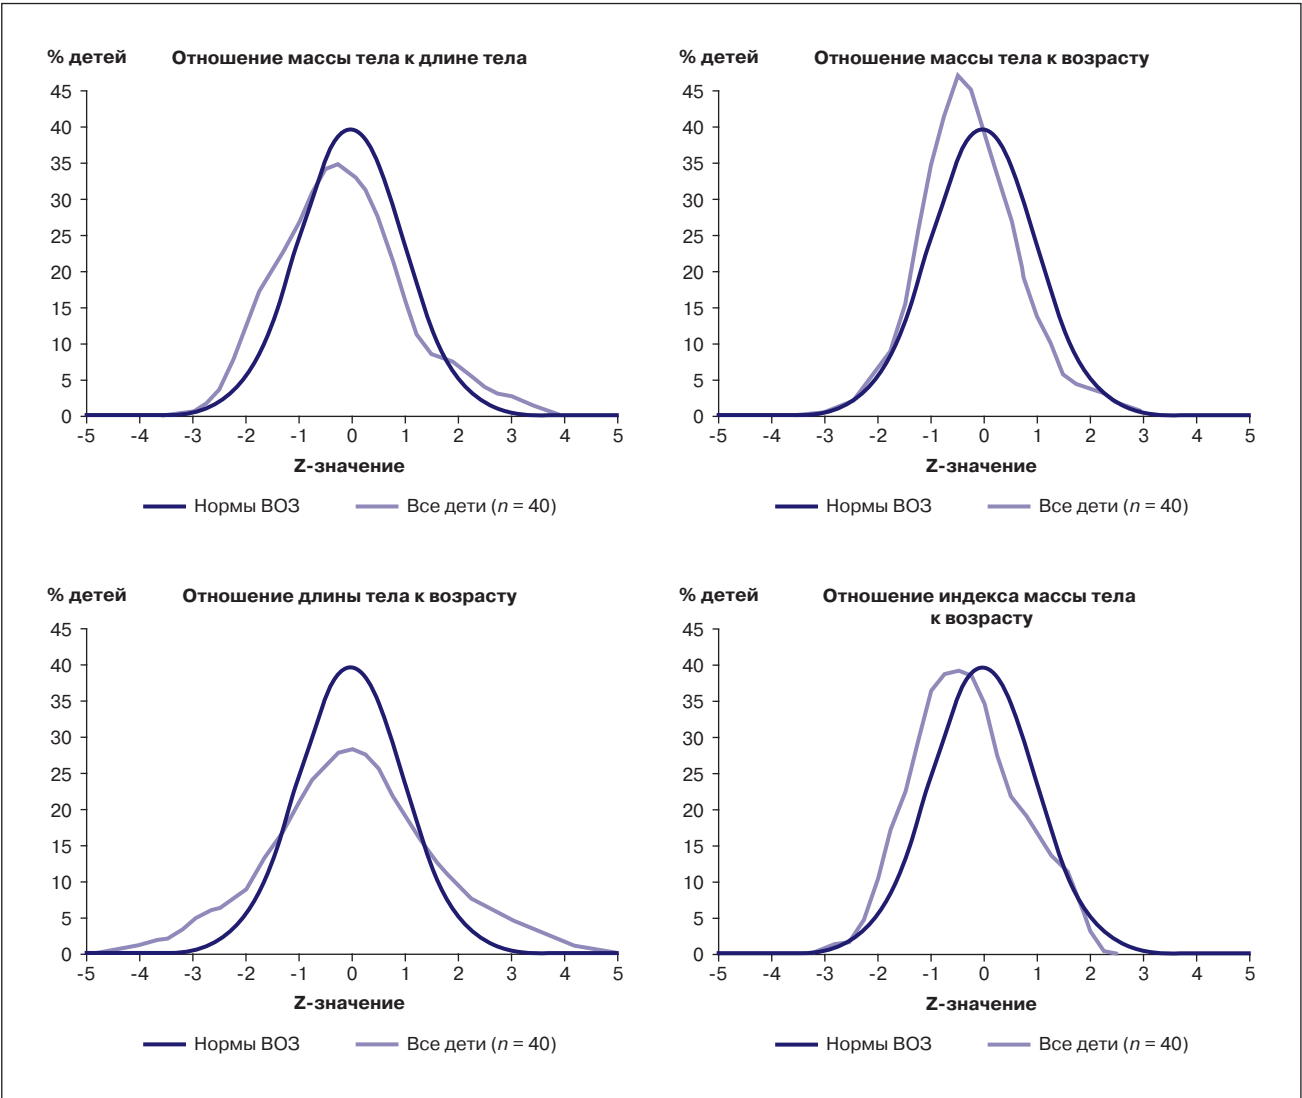 % детей
Отношение массы тела к длине тела
45
40
35
30
25
20
15
10
5
0
-5 -4 -3 -2 -1 0 1 2 3 4 5
Z-значение
Нормы ВОЗ Все дети (n = 40)
% детей
Отношение массы тела к возрасту
45
40
35
30
25
20
15
10
5
0
-5 -4 -3 -2 -1 0 1 2 3 4 5
Z-значение
Нормы ВОЗ Все дети (n = 40)
% детей
Отношение длины тела к возрасту
45
40
35
30
25
20
15
10
5
0
-5 -4 -3 -2 -1 0 1 2 3 4 5
Z-значение
Нормы ВОЗ Все дети (n = 40)
% детей
Отношение индекса массы тела
к возрасту
45
40
35
30
25
20
15
10
5
0
-5 -4 -3 -2 -1 0 1 2 3 4 5
Z-значение
Нормы ВОЗ Все дети (n = 40)